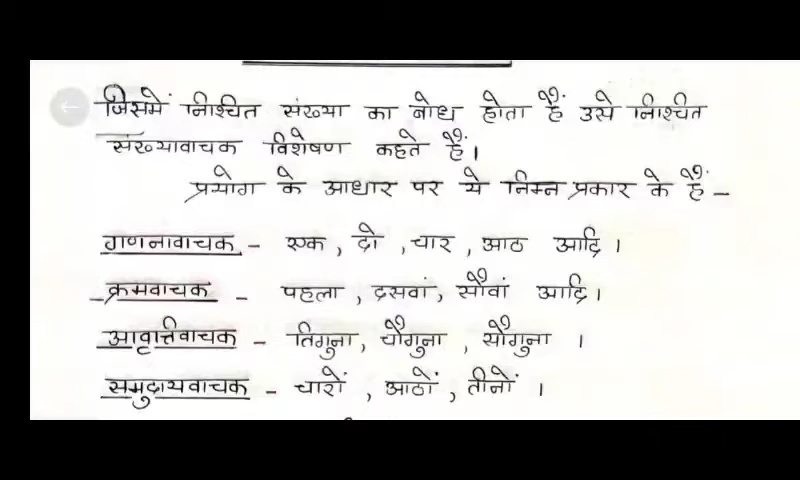 जिसमें निश्चित संख्या का बोध होता हैं उसे निश्चित
संख्यावाचक विशेषण कहते हैं।
प्रयोग के आधार पर ये निम्न प्रकार के हैं –
गणनावाचक – एक, दो, चार, आठ आदि।
क्रमवाचक – पहला, दसवां, सौवां आदि।
आवृत्तिवाचक – तिगुना, चौगुना, सौगुना ।
समुदायवाचक – चारों, आठों, तीनों ।